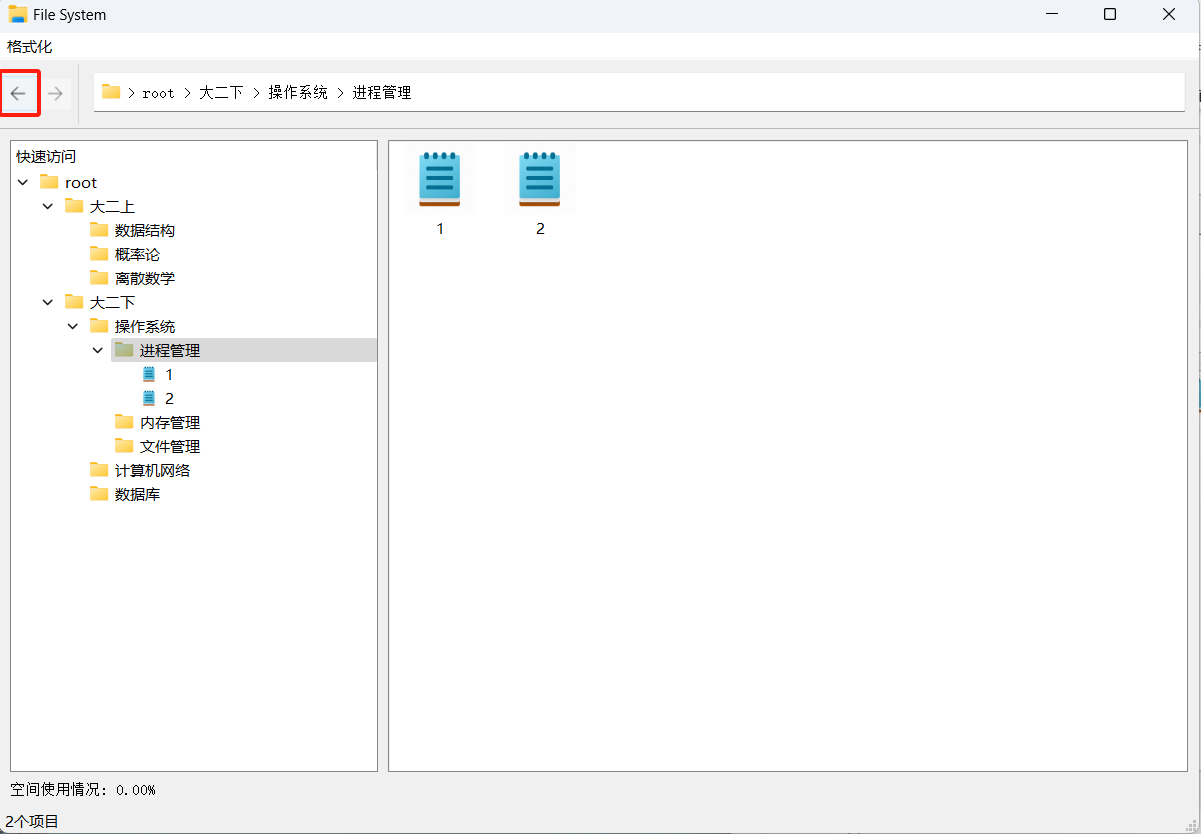 File System
格式化
> root > 大二下 > 操作系统 > 进程管理
快速访问
root
大二上
数据结构
概率论
离散数学
大二下
操作系统
进程管理
1
2
内存管理
文件管理
计算机网络
数据库
1
2
空间使用情况: 0.00%
2个项目